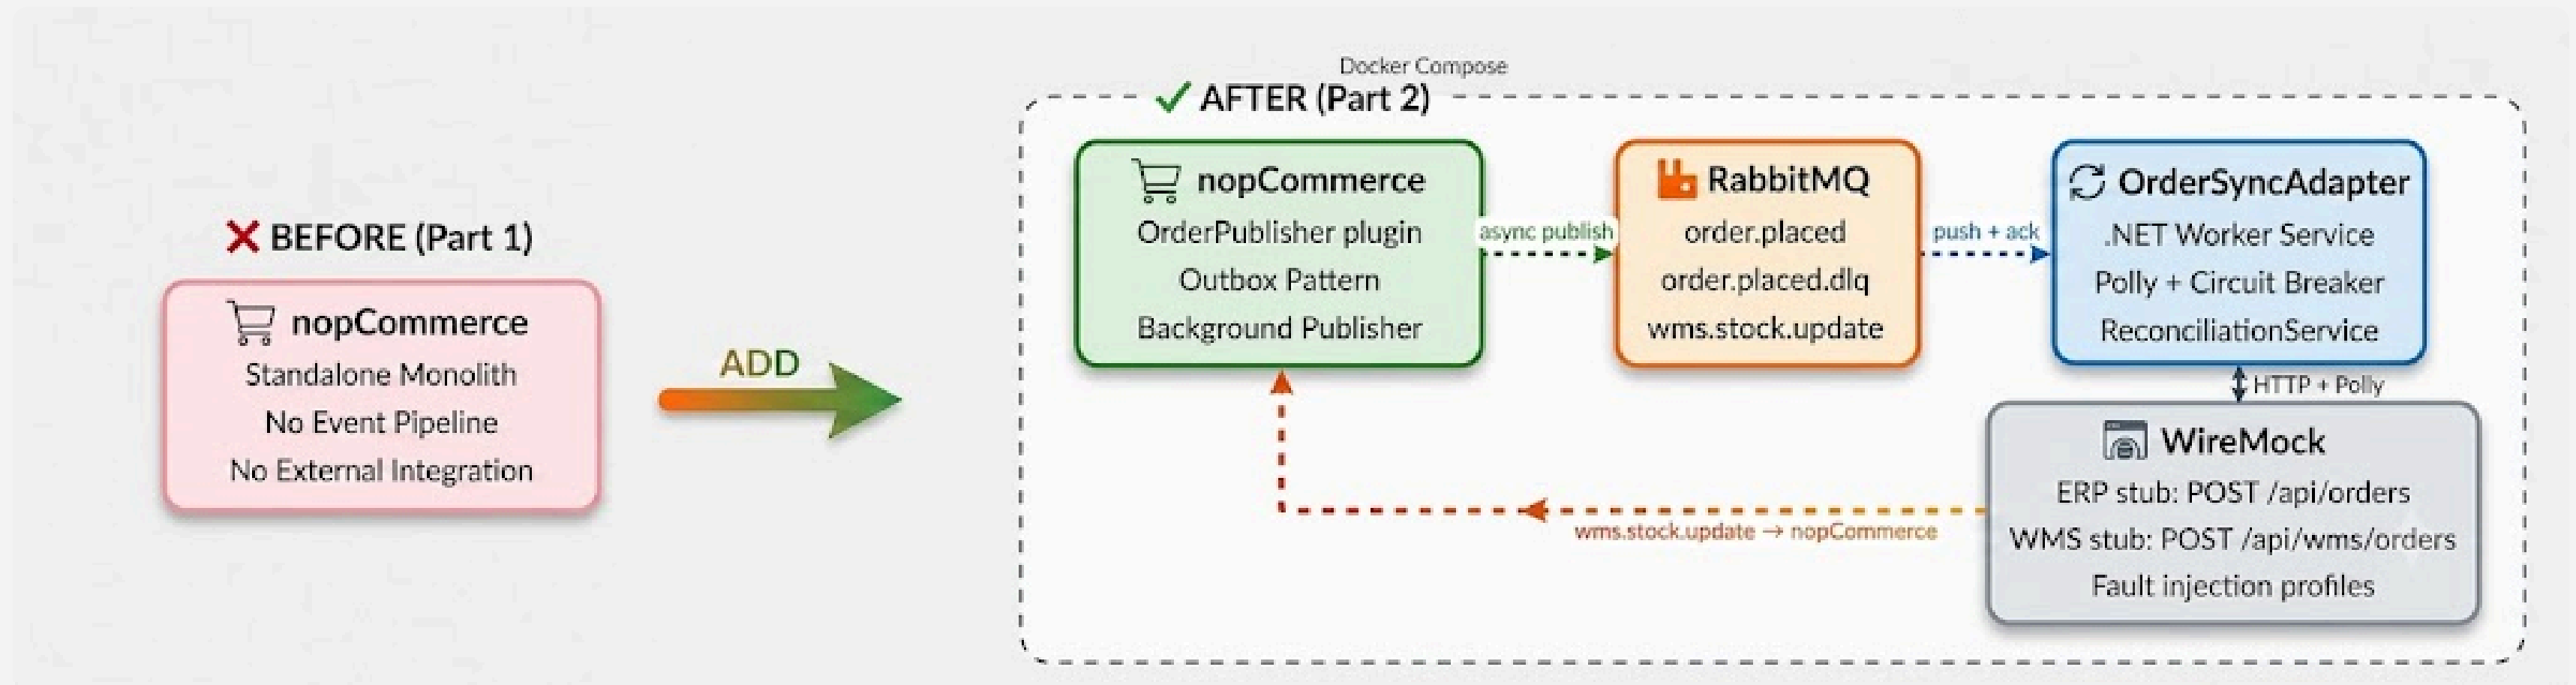 BEFORE (Part 1)
nopCommerce
Standalone Monolith
No Event Pipeline
No External Integration
ADD
Docker Compose
AFTER (Part 2)
nopCommerce
OrderPublisher plugin
Outbox Pattern
Background Publisher
async publish
RabbitMQ
order.placed
order.placed.dlq
wms.stock.update
push + ack
OrderSyncAdapter
.NET Worker Service
Polly + Circuit Breaker
ReconciliationService
HTTP + Polly
WireMock
ERP stub: POST /api/orders
WMS stub: POST /api/wms/orders
Fault injection profiles
wms.stock.update → nopCommerce